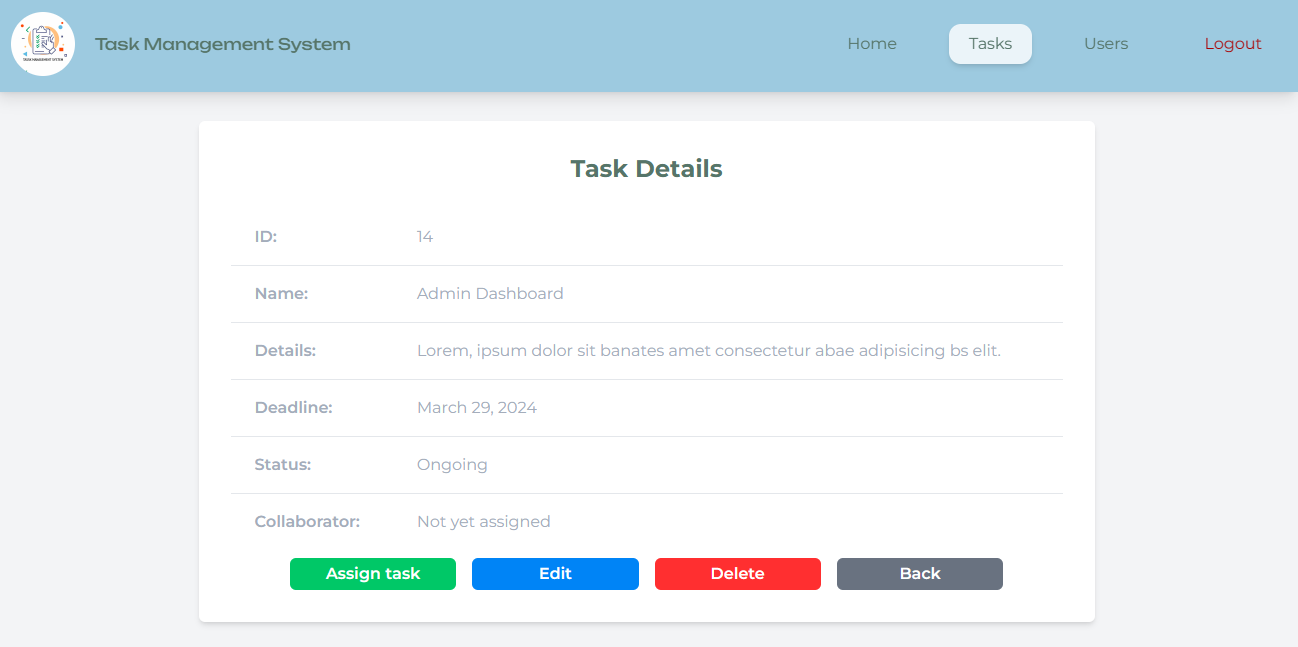 TASK MANAGEMENT SYSTEM
Task Management System
Home
Tasks
Users
Logout
Task Details
ID: 14
Name: Admin Dashboard
Details: Lorem, ipsum dolor sit banates amet consectetur abae adipisicing bs elit.
Deadline: March 29, 2024
Status: Ongoing
Collaborator: Not yet assigned
Assign task
Edit
Delete
Back